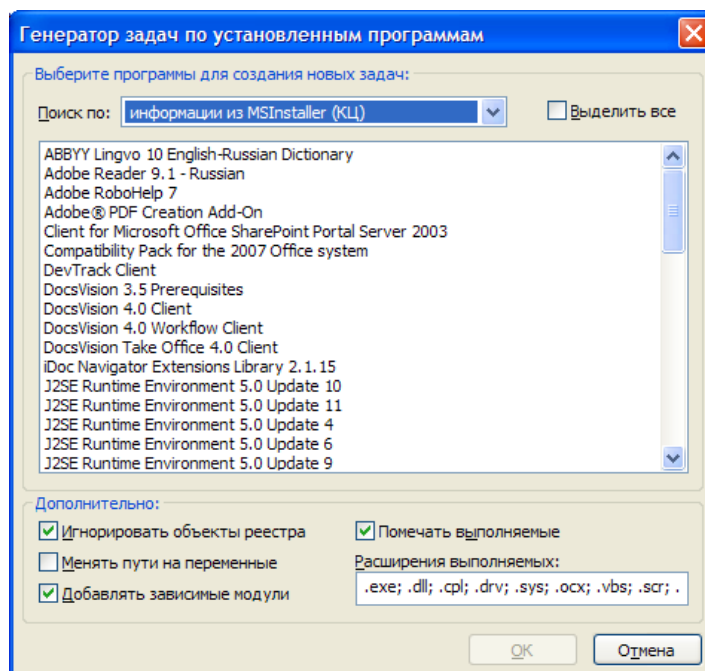 Генератор задач по установленным программам
Выберите программы для создания новых задач:
Поиск по: информации из MSInstaller (КЦ) Выделить все
ABBYY Lingvo 10 English-Russian Dictionary
Adobe Reader 9.1 - Russian
Adobe RoboHelp 7
Adobe® PDF Creation Add-On
Client for Microsoft Office SharePoint Portal Server 2003
Compatibility Pack for the 2007 Office system
DevTrack Client
DocsVision 3.5 Prerequisites
DocsVision 4.0 Client
DocsVision 4.0 Workflow Client
DocsVision Take Office 4.0 Client
iDoc Navigator Extensions Library 2.1.15
J2SE Runtime Environment 5.0 Update 10
J2SE Runtime Environment 5.0 Update 11
J2SE Runtime Environment 5.0 Update 4
J2SE Runtime Environment 5.0 Update 6
J2SE Runtime Environment 5.0 Update 9
Дополнительно:
Игнорировать объекты реестра
Помечать выполняемые
Менять пути на переменные
Расширения выполняемых:
Добавлять зависимые модули
.exe; .dll; .cpl; .drv; .sys; .ocx; .vbs; .scr; .
OK Отмена